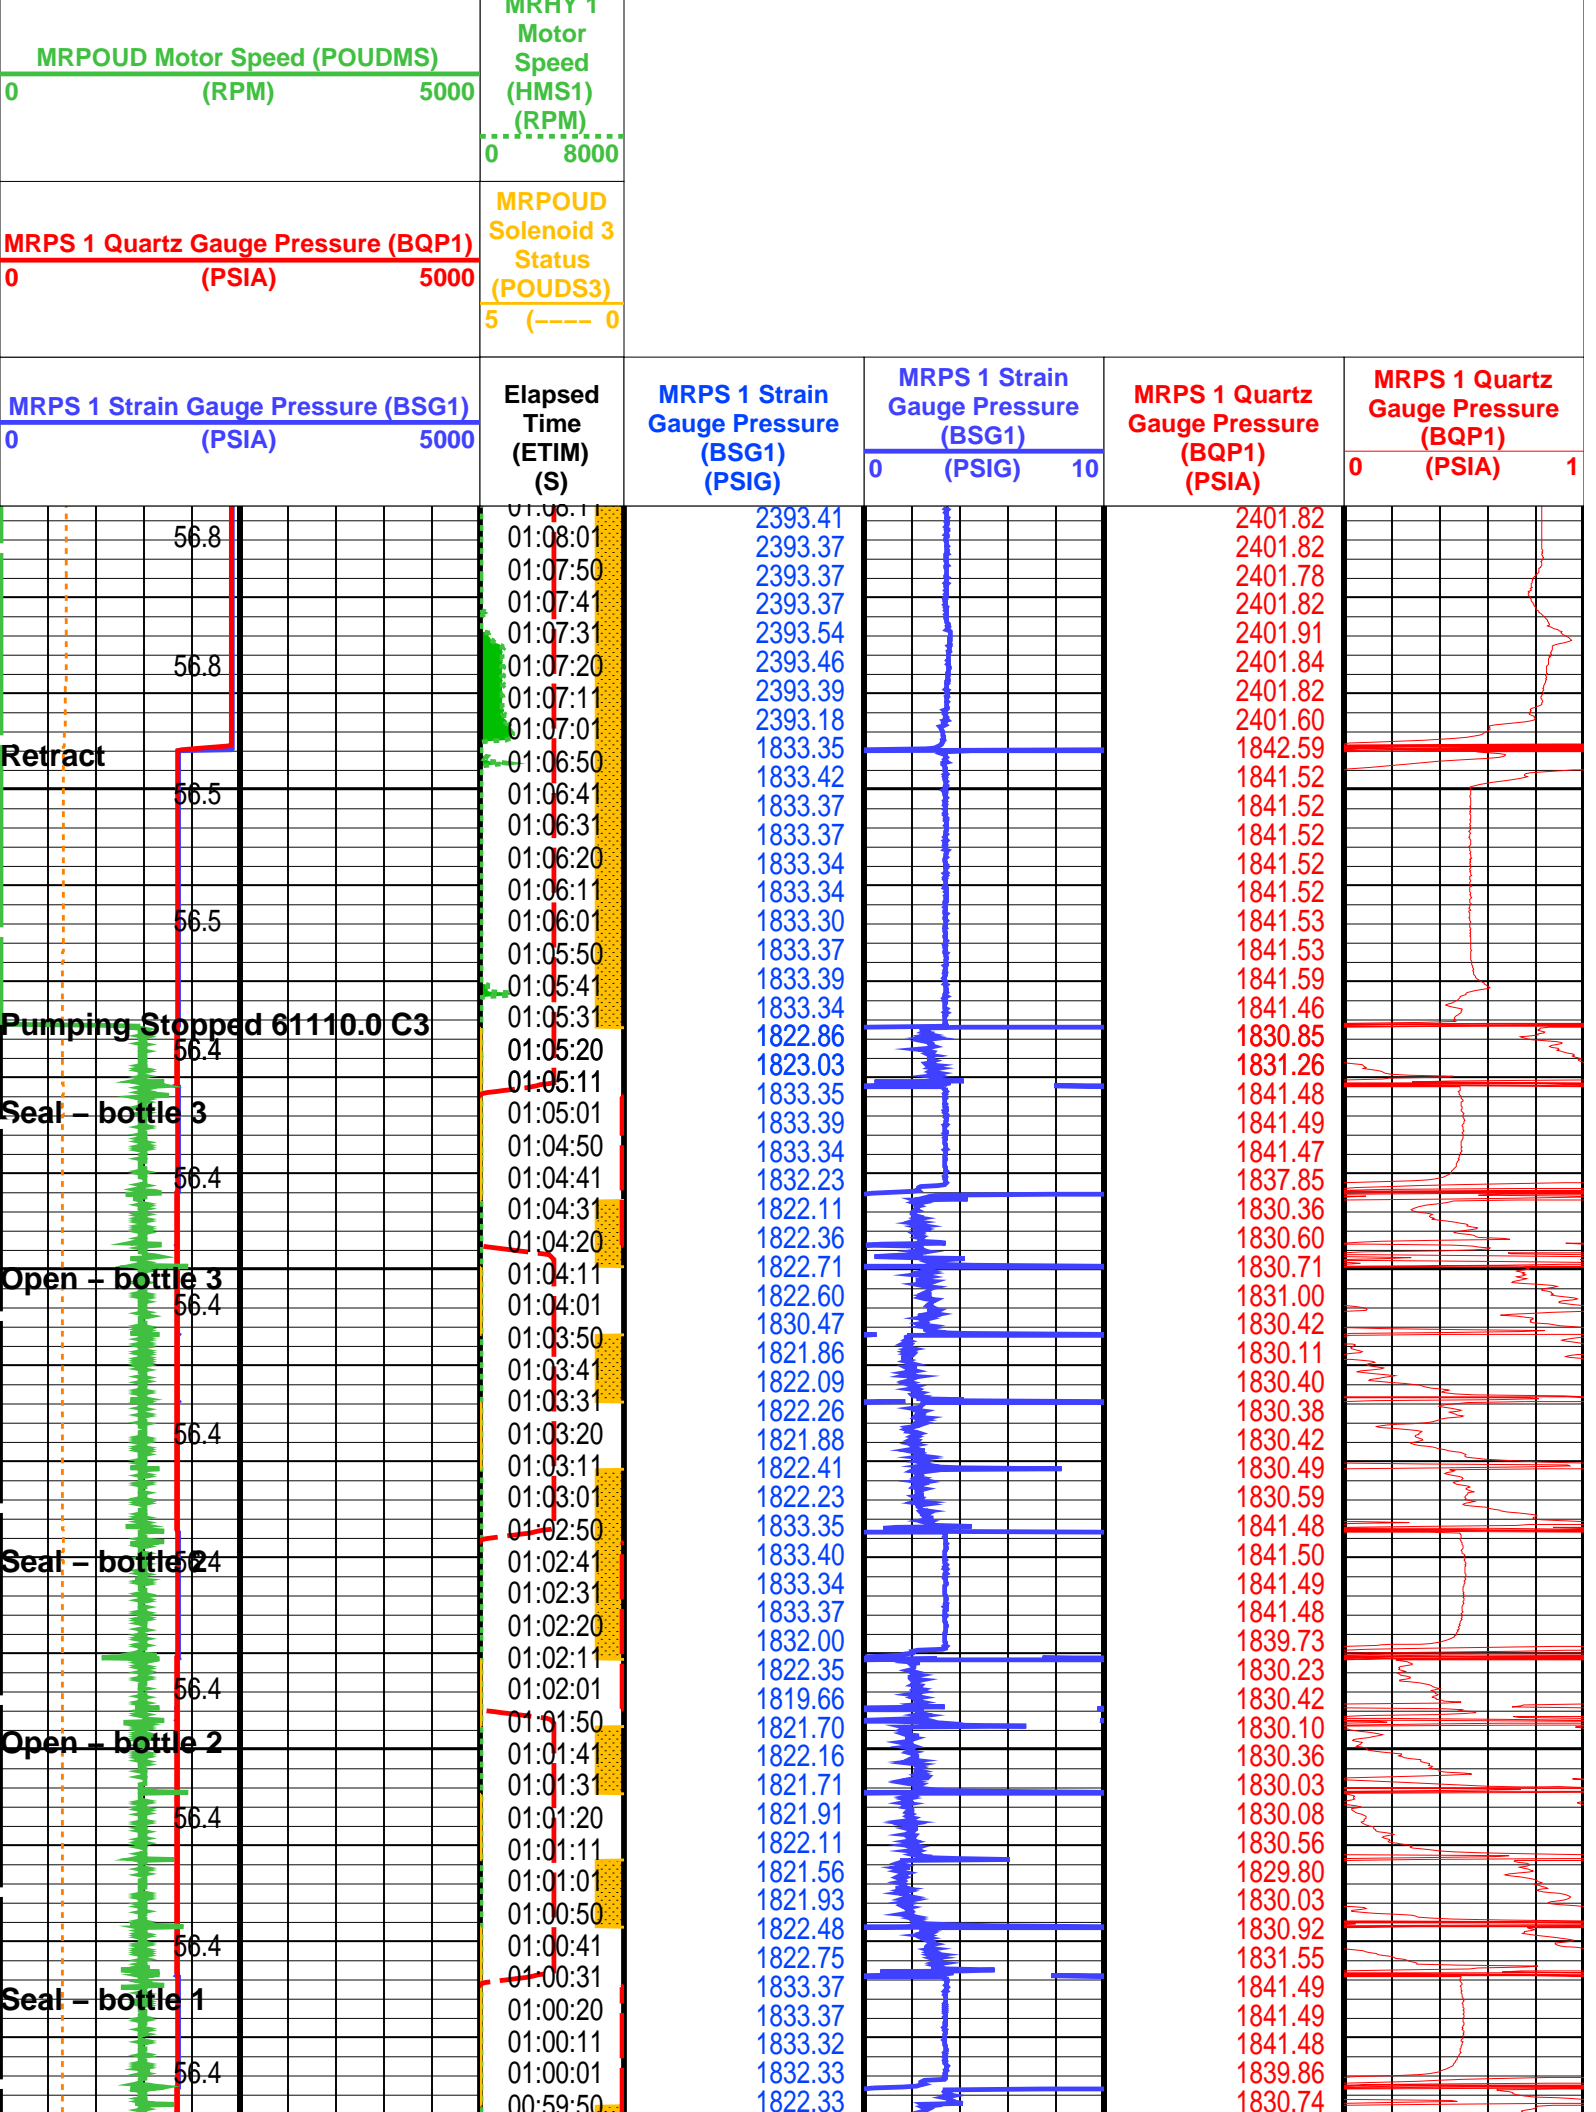 MRPOUD Motor Speed (POUDMS)
0 (RPM) 5000
MRHY 1
Motor
Speed
(HMS1)
(RPM)
0 8000
MRPS 1 Quartz Gauge Pressure (BQP1)
0 (PSIA) 5000
MRPOUD
Solenoid 3
Status
(POUDS3)
5 (---- 0
MRPS 1 Strain Gauge Pressure (BSG1)
0 (PSIA) 5000
Elapsed
Time
(ETIM)
(S)
MRPS 1 Strain
Gauge Pressure
(BSG1)
(PSIG)
MRPS 1 Strain
Gauge Pressure
(BSG1)
0 (PSIG) 10
MRPS 1 Quartz
Gauge Pressure
(BQP1)
(PSIA)
MRPS 1 Quartz
Gauge Pressure
(BQP1)
0 (PSIA) 1
2393.41 2401.82
56.8 01:08:01 2393.37 2401.82
01:07:50 2393.37 2401.78
01:07:41 2393.37 2401.82
01:07:31 2393.54 2401.91
56.8 01:07:20 2393.46 2401.84
01:07:11 2393.39 2401.82
01:07:01 2393.18 2401.60
Retract 01:06:50 1833.35 1842.59
1833.42 1841.52
56.5 01:06:41 1833.37 1841.52
01:06:31 1833.37 1841.52
01:06:20 1833.34 1841.52
01:06:11 1833.34 1841.52
56.5 01:06:01 1833.30 1841.53
01:05:50 1833.37 1841.53
01:05:41 1833.39 1841.59
01:05:31 1833.34 1841.46
Pumping Stopped 61110.0 C3 1822.86 1830.85
56.4 01:05:20 1823.03 1831.26
01:05:11 1833.35 1841.48
Seal – bottle 3 01:05:01 1833.39 1841.49
01:04:50 1833.34 1841.47
56.4 01:04:41 1832.23 1837.85
01:04:31 1822.11 1830.36
01:04:20 1822.36 1830.60
Open – bottle 3 01:04:11 1822.71 1830.71
56.4 01:04:01 1822.60 1831.00
01:03:50 1830.47 1830.42
01:03:41 1821.86 1830.11
01:03:31 1822.09 1830.40
1822.26 1830.38
56.4 01:03:20 1821.88 1830.42
01:03:11 1822.41 1830.49
01:03:01 1822.23 1830.59
01:02:50 1833.35 1841.48
Seal – bottle 2 56.4 01:02:41 1833.40 1841.50
01:02:31 1833.34 1841.49
01:02:20 1833.37 1841.48
01:02:11 1832.00 1839.73
1822.35 1830.23
56.4 01:02:01 1819.66 1830.42
01:01:50 1821.70 1830.10
Open – bottle 2 01:01:41 1822.16 1830.36
01:01:31 1821.71 1830.03
56.4 01:01:20 1821.91 1830.08
01:01:11 1822.11 1830.56
01:01:01 1821.56 1829.80
01:00:50 1821.93 1830.03
1822.48 1830.92
56.4 01:00:41 1822.75 1831.55
01:00:31 1833.37 1841.49
Seal – bottle 1 01:00:20 1833.37 1841.49
01:00:11 1833.32 1841.48
56.4 01:00:01 1832.33 1839.86
00:59:50 1822.33 1830.74